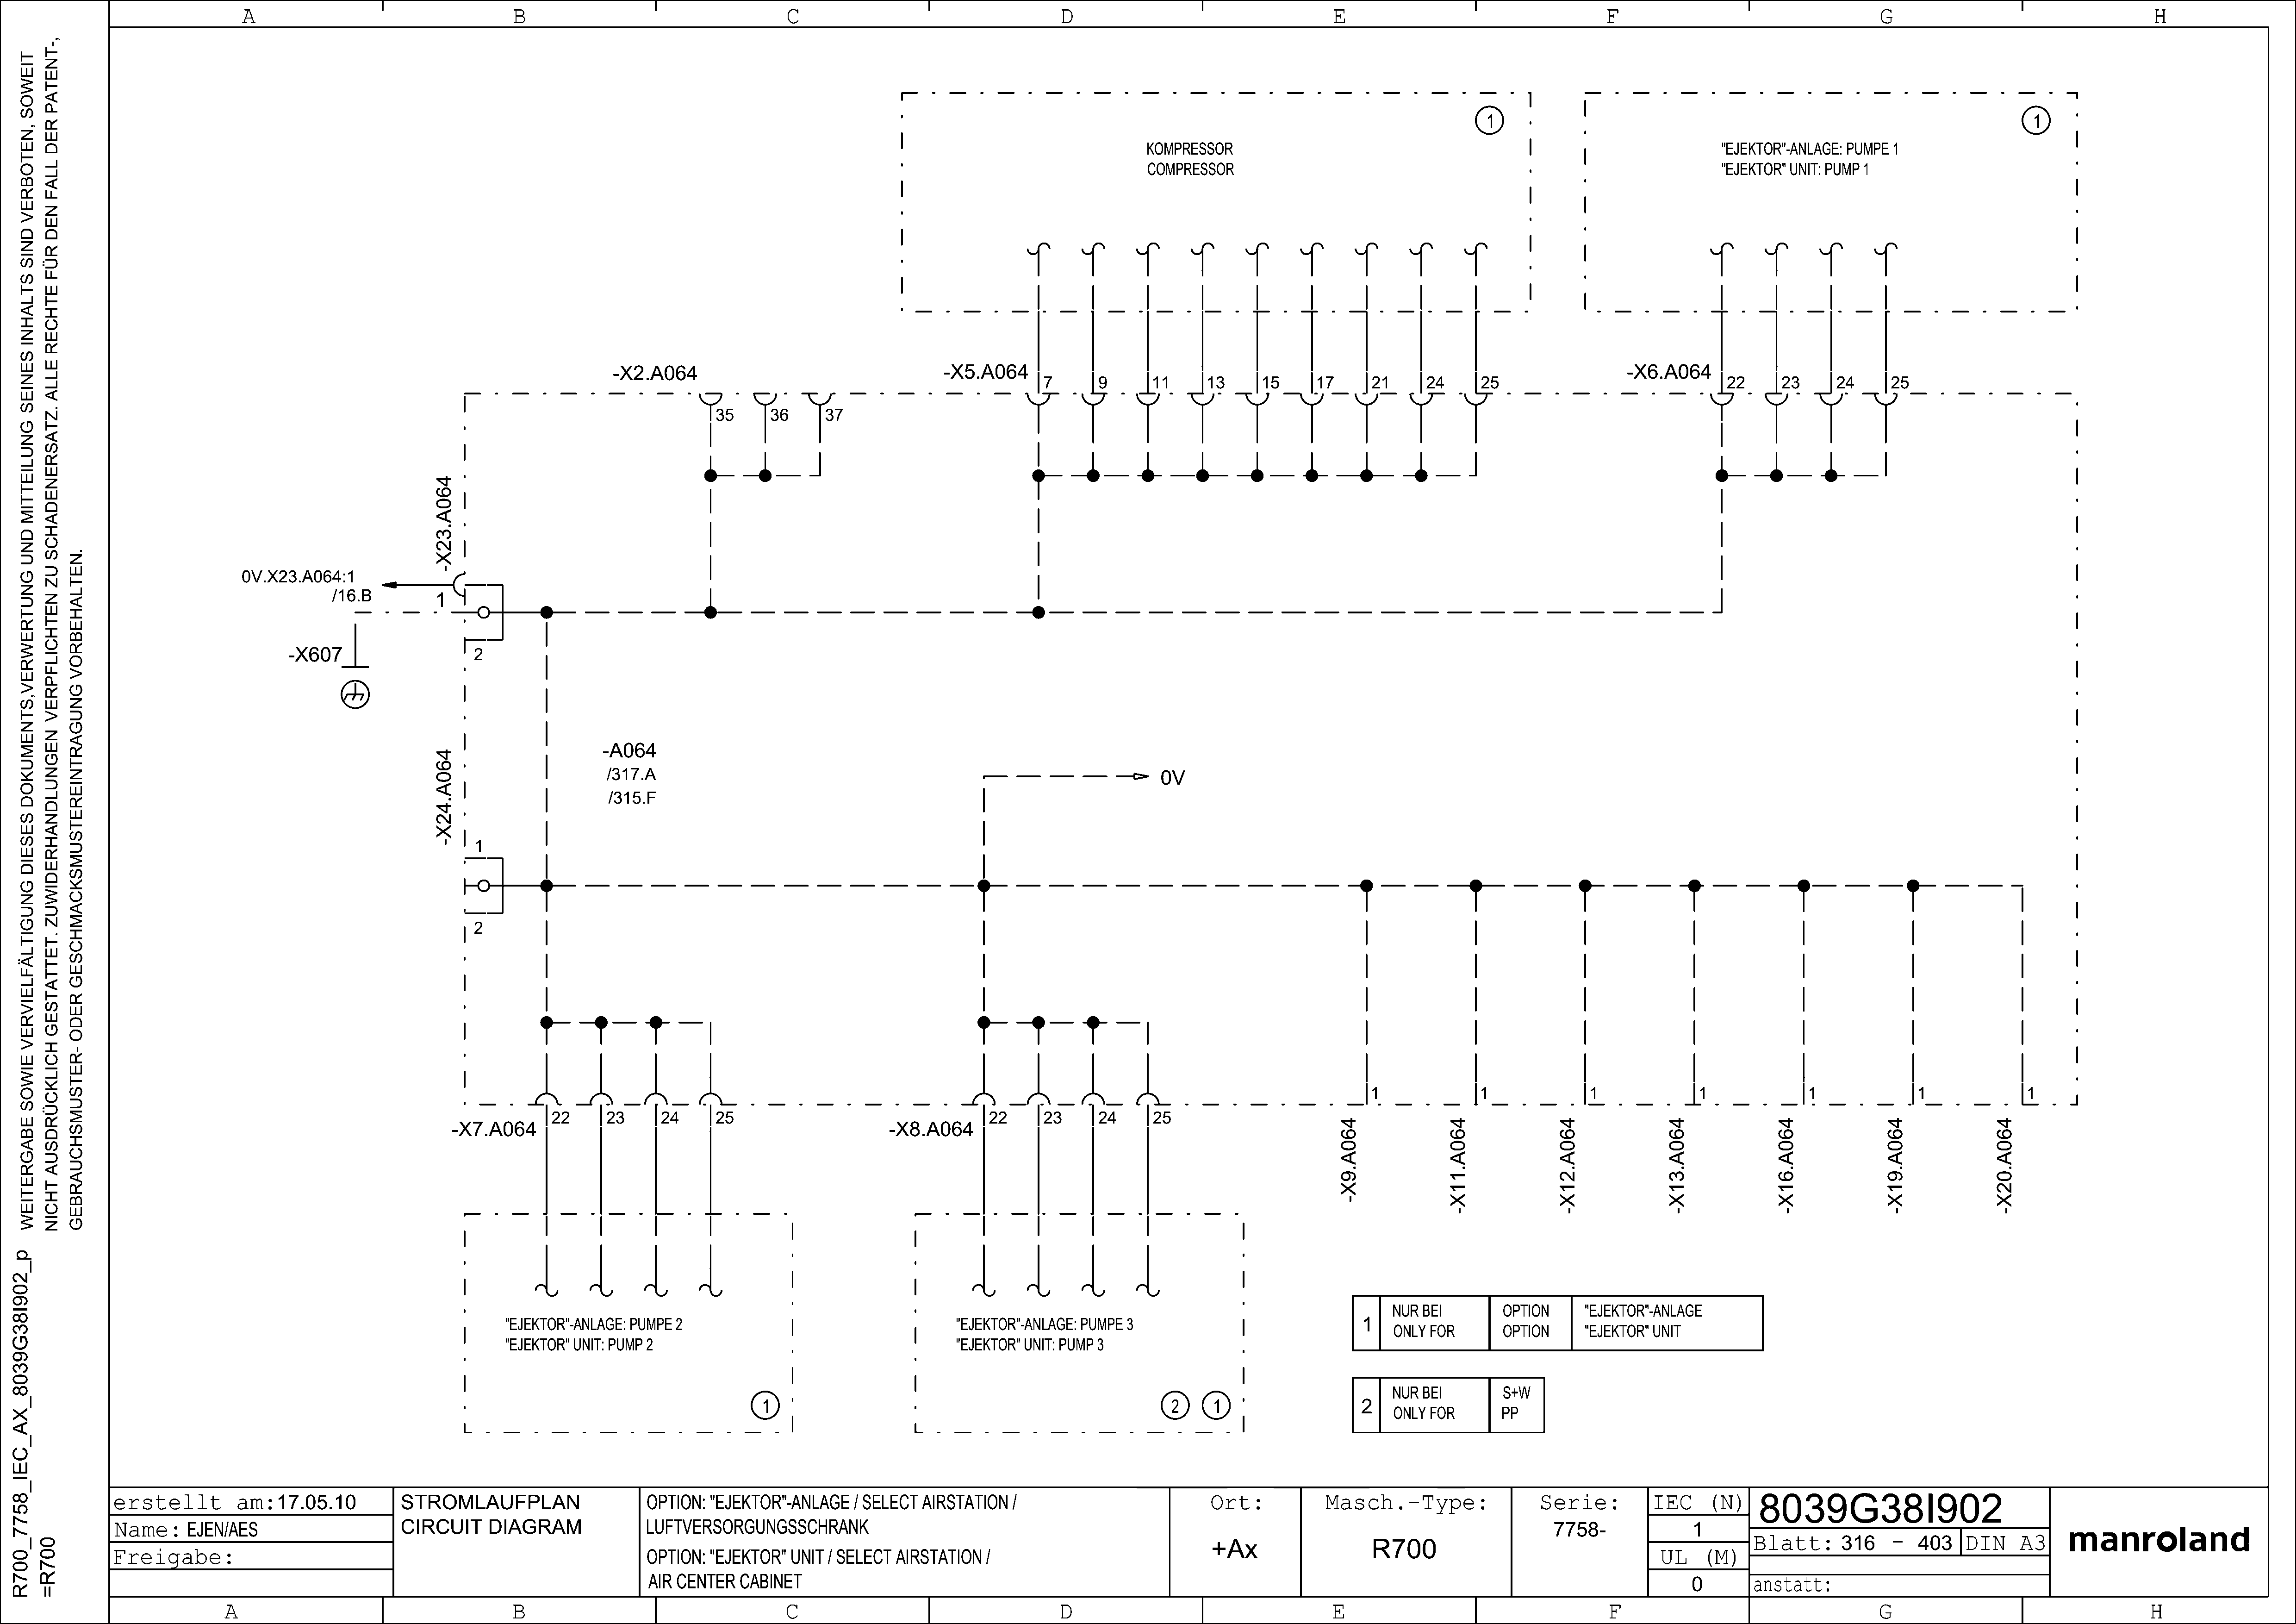 A B C D E F G H
WEITERGABE SOWIE VERVIELFÄLTIGUNG DIESES DOKUMENTS,VERWERTUNG UND MITTEILUNG SEINES INHALTS SIND VERBOTEN, SOWEIT
NICHT AUSDRÜCKLICH GESTATTET. ZUWIDERHANDLUNGEN VERPFLICHTEN ZU SCHADENERSATZ. ALLE RECHTE FÜR DEN FALL DER PATENT-,
GEBRAUCHSMUSTER- ODER GESCHMACKSMUSTEREINTRAGUNG VORBEHALTEN.
R700_7758_IEC_AX_8039G38I902_p
=R700
1
KOMPRESSOR
COMPRESSOR
1
"EJEKTOR"-ANLAGE: PUMPE 1
"EJEKTOR" UNIT: PUMP 1
-X2.A064
35 36 37
-X5.A064
7 9 11 13 15 17 21 24 25
-X6.A064
22 23 24 25
-X23.A064
0V.X23.A064:1
/16.B
1
2
-X607
-A064
/317.A
/315.F
0V
-X24.A064
1
2
-X7.A064
22 23 24 25
-X8.A064
22 23 24 25
1 1 1 1 1 1 1
-X9.A064
-X11.A064
-X12.A064
-X13.A064
-X16.A064
-X19.A064
-X20.A064
"EJEKTOR"-ANLAGE: PUMPE 2
"EJEKTOR" UNIT: PUMP 2
1
"EJEKTOR"-ANLAGE: PUMPE 3
"EJEKTOR" UNIT: PUMP 3
2 1
1 NUR BEI OPTION "EJEKTOR"-ANLAGE
ONLY FOR OPTION "EJEKTOR" UNIT
2 NUR BEI S+W
ONLY FOR PP
erstellt am:17.05.10
Name: EJEN/AES
Freigabe:
STROMLAUFPLAN
CIRCUIT DIAGRAM
OPTION: "EJEKTOR"-ANLAGE / SELECT AIRSTATION /
LUFTVERSORGUNGSSCHRANK
OPTION: "EJEKTOR" UNIT / SELECT AIRSTATION /
AIR CENTER CABINET
Ort:
+Ax
Masch.-Type:
R700
Serie:
7758-
IEC (N)
1
UL (M)
0
8039G38I902
Blatt: 316 - 403 DIN A3
anstatt:
manroland
A B C D E F G H